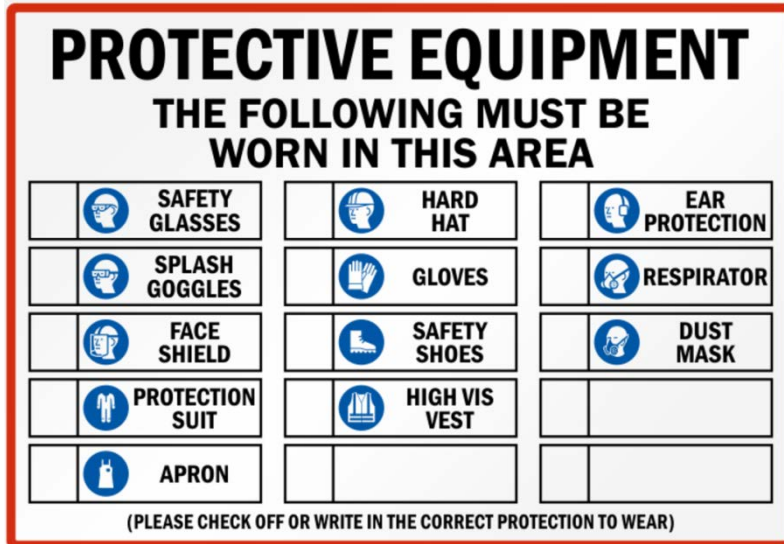 PROTECTIVE EQUIPMENT
THE FOLLOWING MUST BE
WORN IN THIS AREA
SAFETY
GLASSES
SPLASH
GOGGLES
FACE
SHIELD
PROTECTION
SUIT
APRON
HARD
HAT
GLOVES
SAFETY
SHOES
HIGH VIS
VEST
EAR
PROTECTION
RESPIRATOR
DUST
MASK
(PLEASE CHECK OFF OR WRITE IN THE CORRECT PROTECTION TO WEAR)